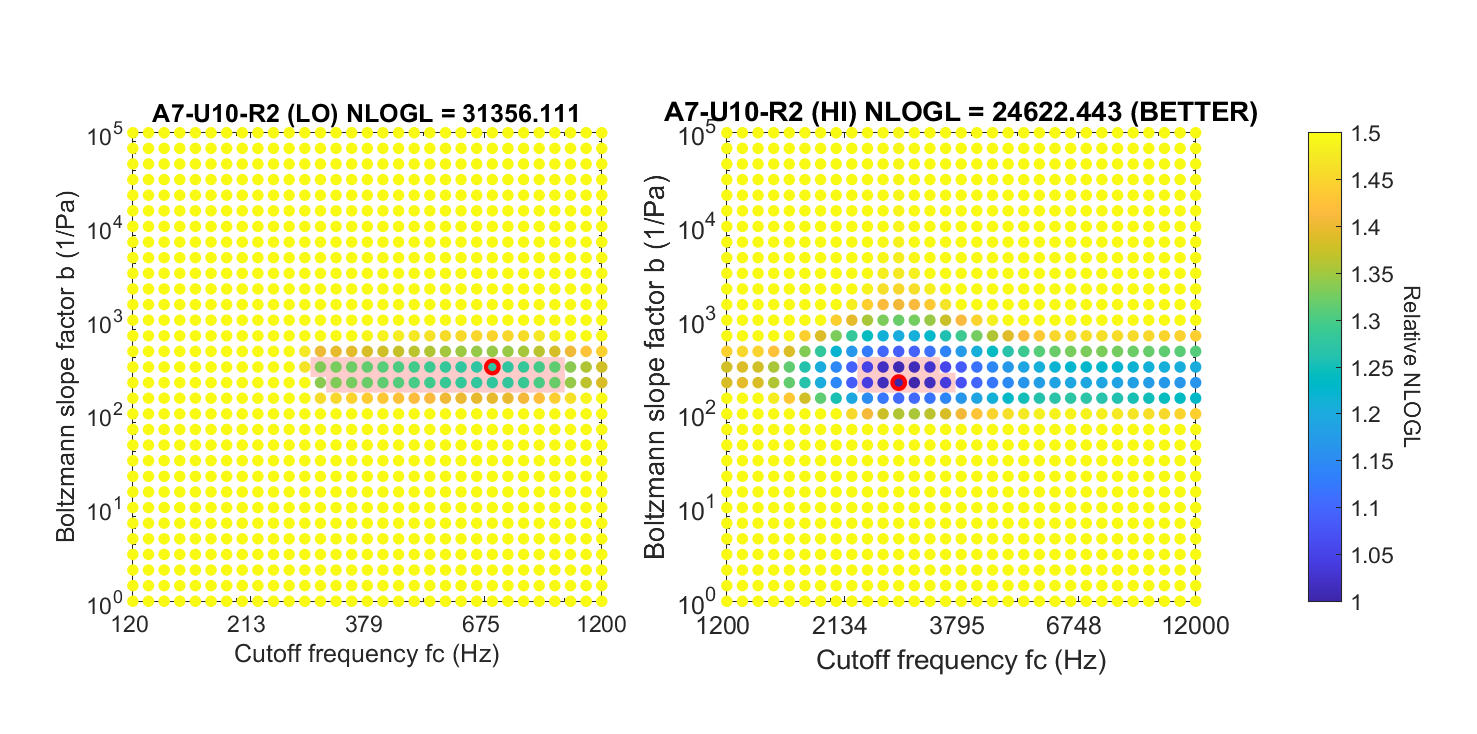 A7-U10-R2 (LO) NLOGL = 31356.111
10^5
10^4
10^3
10^2
10^1
10^0
Boltzmann slope factor b (1/Pa)
120 213 379 675 1200
Cutoff frequency fc (Hz)
A7-U10-R2 (HI) NLOGL = 24622.443 (BETTER)
10^5
10^4
10^3
10^2
10^1
10^0
Boltzmann slope factor b (1/Pa)
1200 2134 3795 6748 12000
Cutoff frequency fc (Hz)
1.5
1.45
1.4
1.35
1.3
1.25
1.2
1.15
1.1
1.05
1
Relative NLOGL